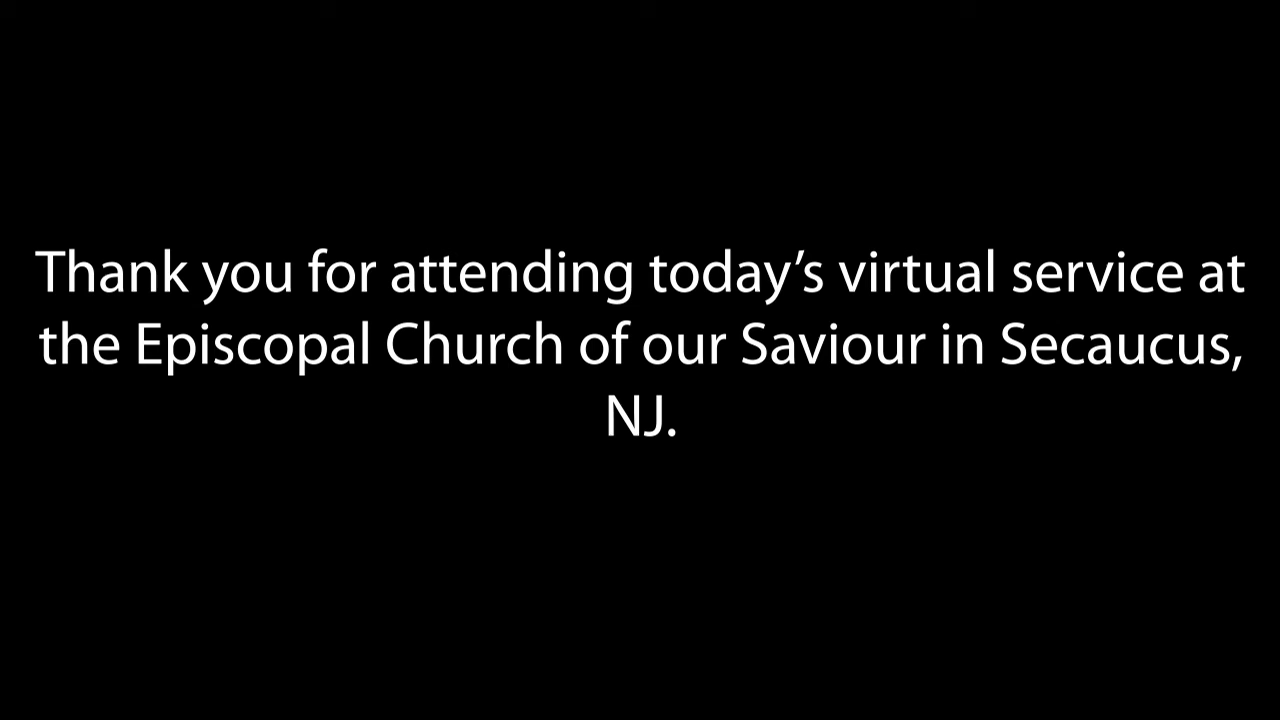 Thank you for attending today’s virtual service at
the Episcopal Church of our Saviour in Secaucus,
NJ.